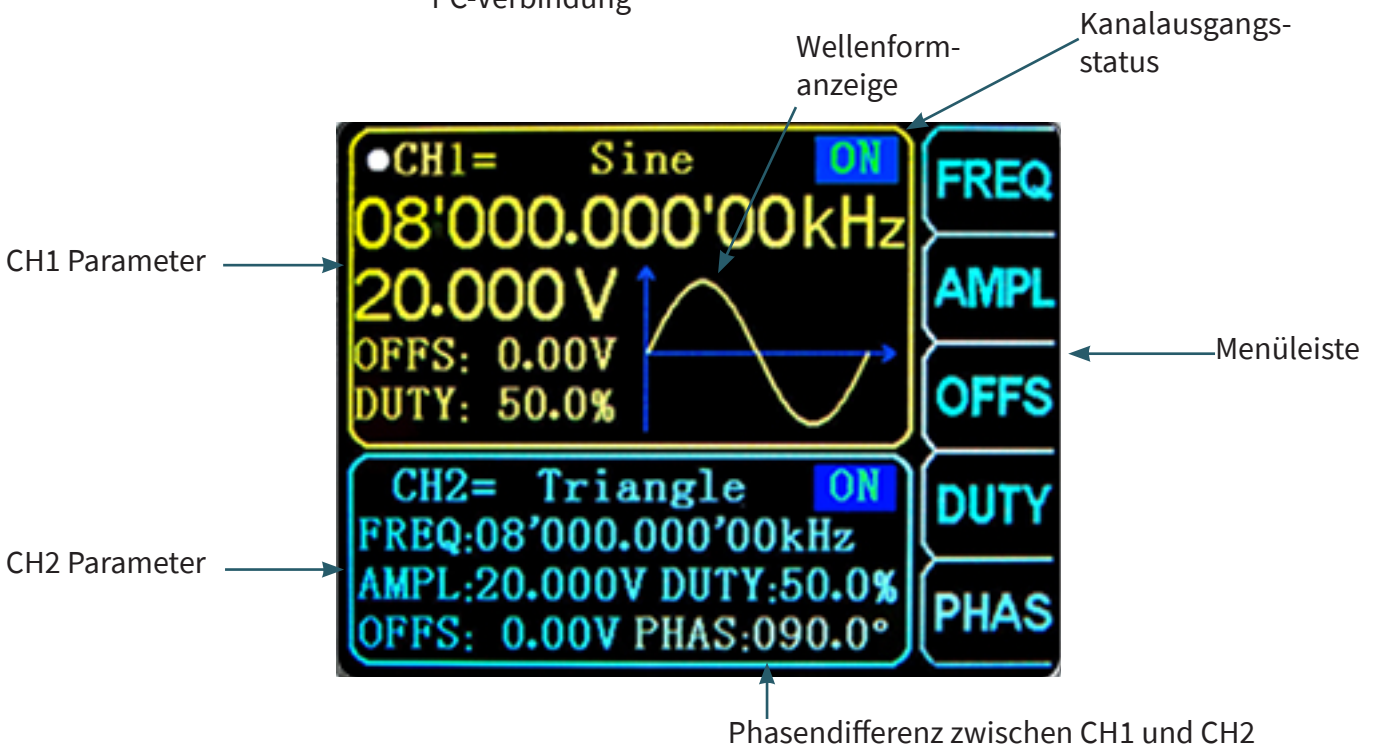 PC-Verbindung
Kanalausgangs-
status
Wellenform-
anzeige
CH1= Sine ON
08'000.000'00kHz
20.000V
OFFS: 0.00V
DUTY: 50.0%
CH2= Triangle ON
FREQ:08’000.000’00kHz
AMPL:20.000V DUTY:50.0%
OFFS: 0.00V PHAS:090.0°
FREQ
AMPL
OFFS
DUTY
PHAS
CH1 Parameter
CH2 Parameter
Menüleiste
Phasendifferenz zwischen CH1 und CH2